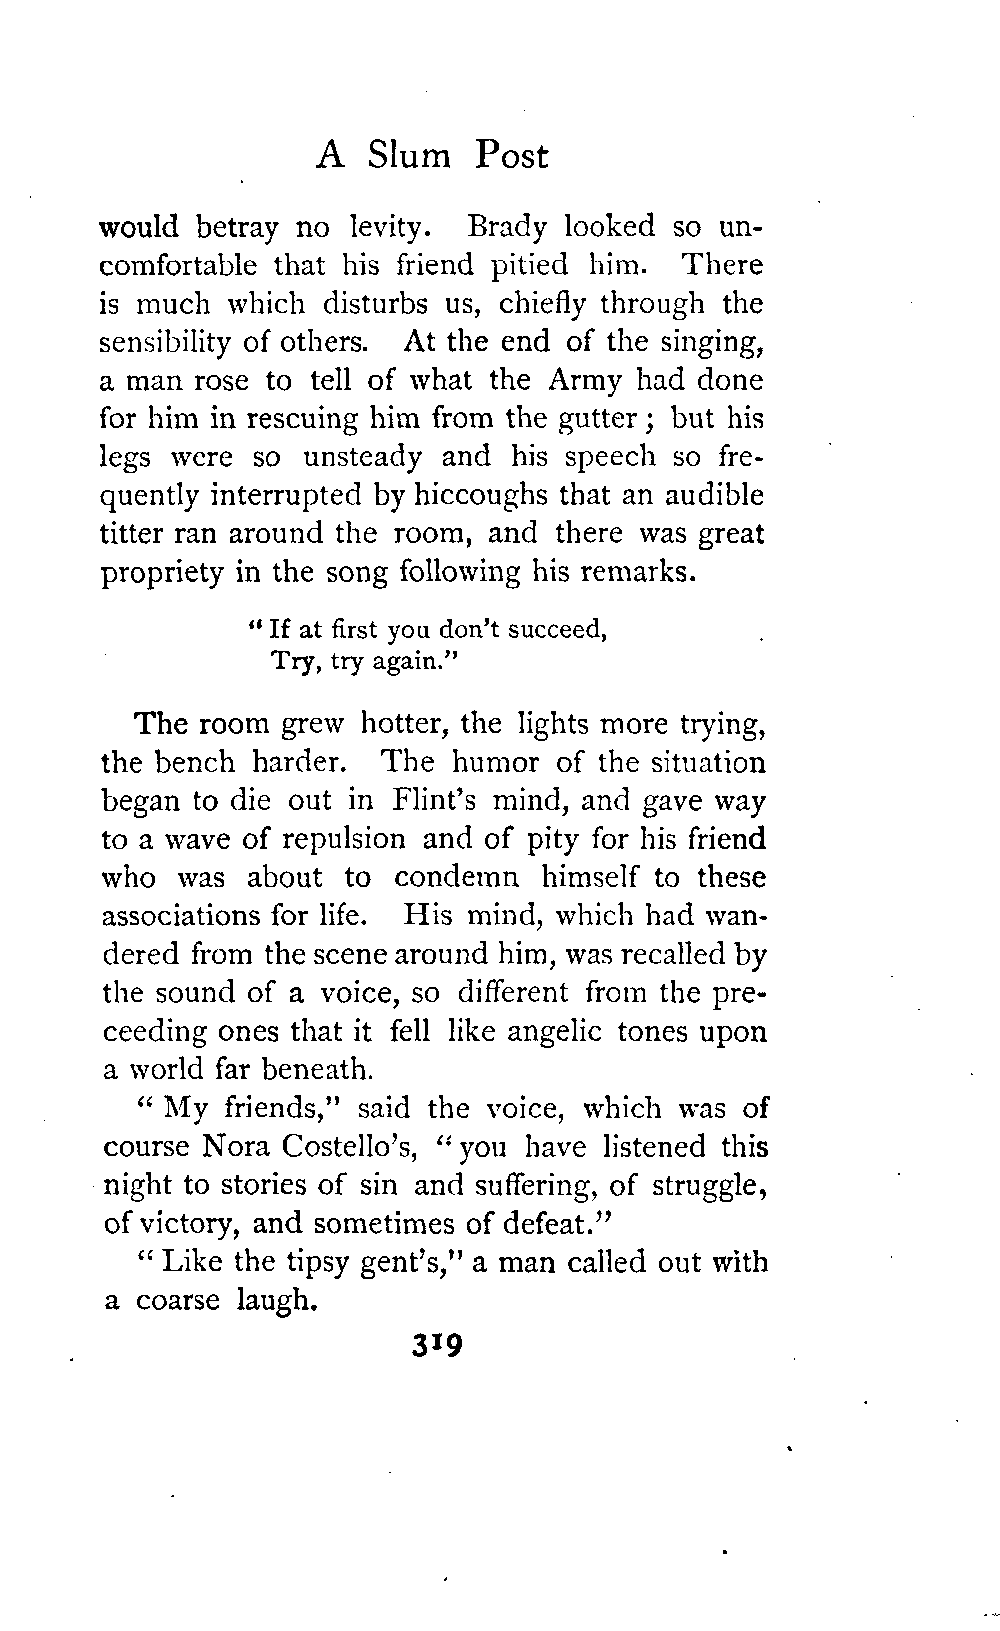 A Slum Post
would betray no levity. Brady looked so un-
comfortable that his friend pitied him. There
is much which disturbs us, chiefly through the
sensibility of others. At the end of the singing,
a man rose to tell of what the Army had done
for him in rescuing him from the gutter; but his
legs were so unsteady and his speech so fre-
quently interrupted by hiccoughs that an audible
titter ran around the room, and there was great
propriety in the song following his remarks.
"If at first you don't succeed,
Try, try again."
The room grew hotter, the lights more trying,
the bench harder. The humor of the situation
began to die out in Flint's mind, and gave way
to a wave of repulsion and of pity for his friend
who was about to condemn himself to these
associations for life. His mind, which had wan-
dered from the scene around him, was recalled by
the sound of a voice, so different from the pre-
ceeding ones that it fell like angelic tones upon
a world far beneath.
"My friends," said the voice, which was of
course Nora Costello's, "you have listened this
night to stories of sin and suffering, of struggle,
of victory, and sometimes of defeat."
"Like the tipsy gent's," a man called out with
a coarse laugh.
319